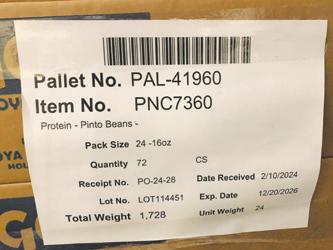 Pallet No. PAL-41960
Item No. PNC7360
Protein - Pinto Beans -
Pack Size 24 -16oz
Quantity 72 CS
Receipt No. PO-24-28 Date Received 2/10/2024
Lot No. LOT114451 Exp. Date 12/20/2026
Total Weight 1,728 Unit Weight 24